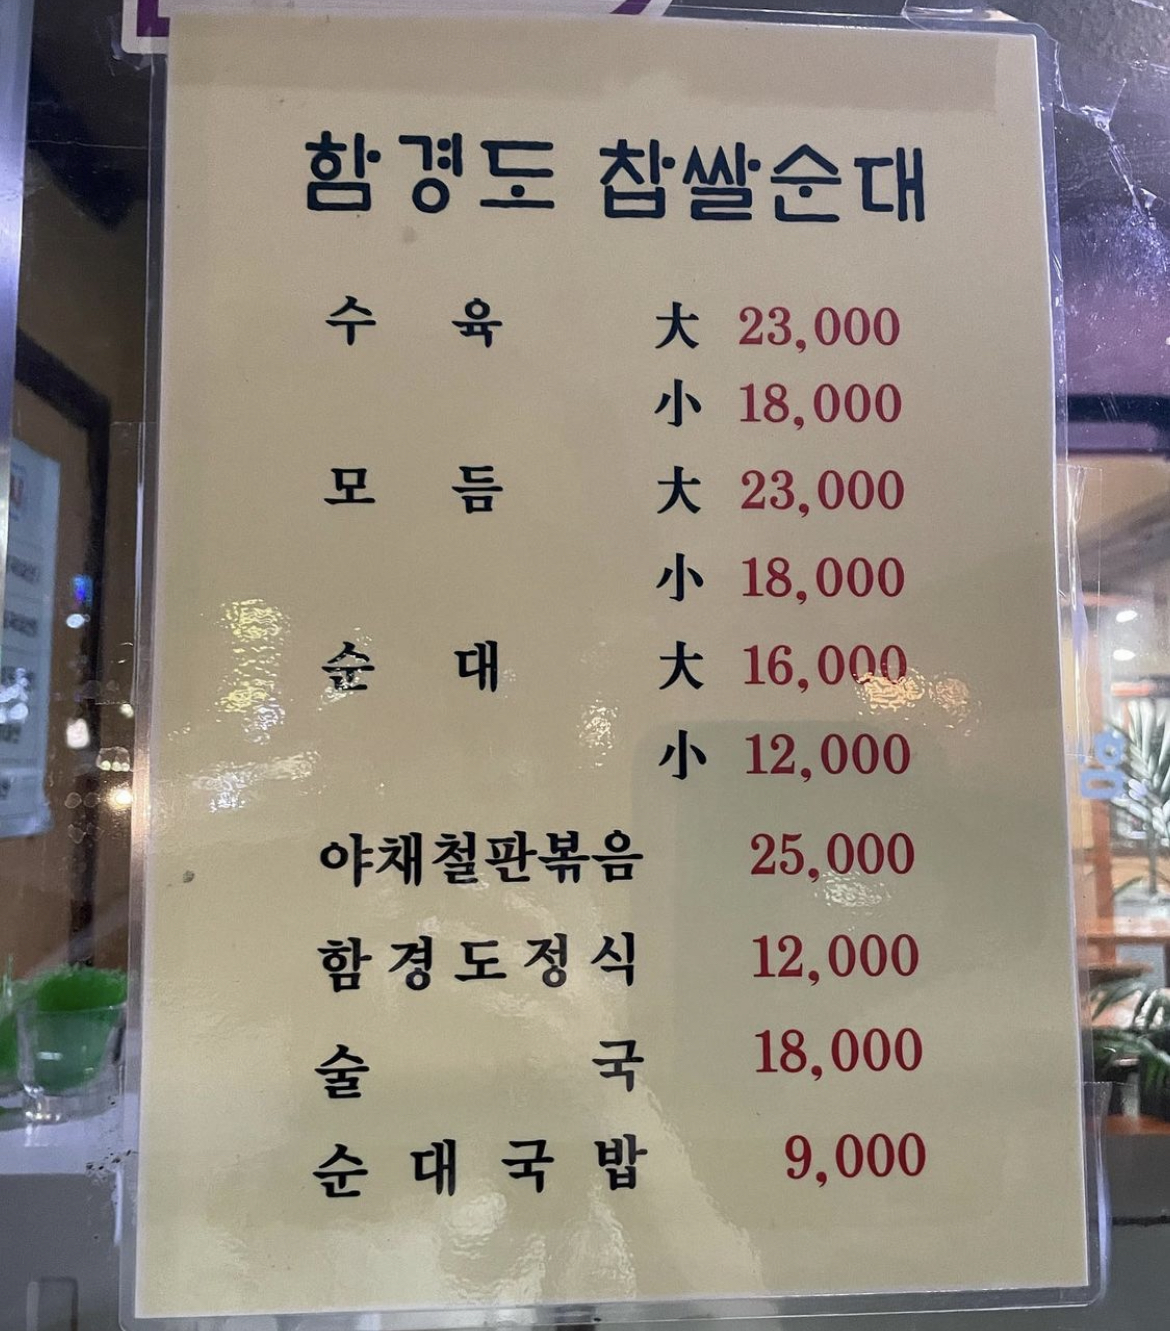 함경도 찹쌀순대
수 육 大 23,000
小 18,000
모 듬 大 23,000
小 18,000
순 대 大 16,000
小 12,000
야채철판볶음 25,000
함경도정식 12,000
술 국 18,000
순대국밥 9,000